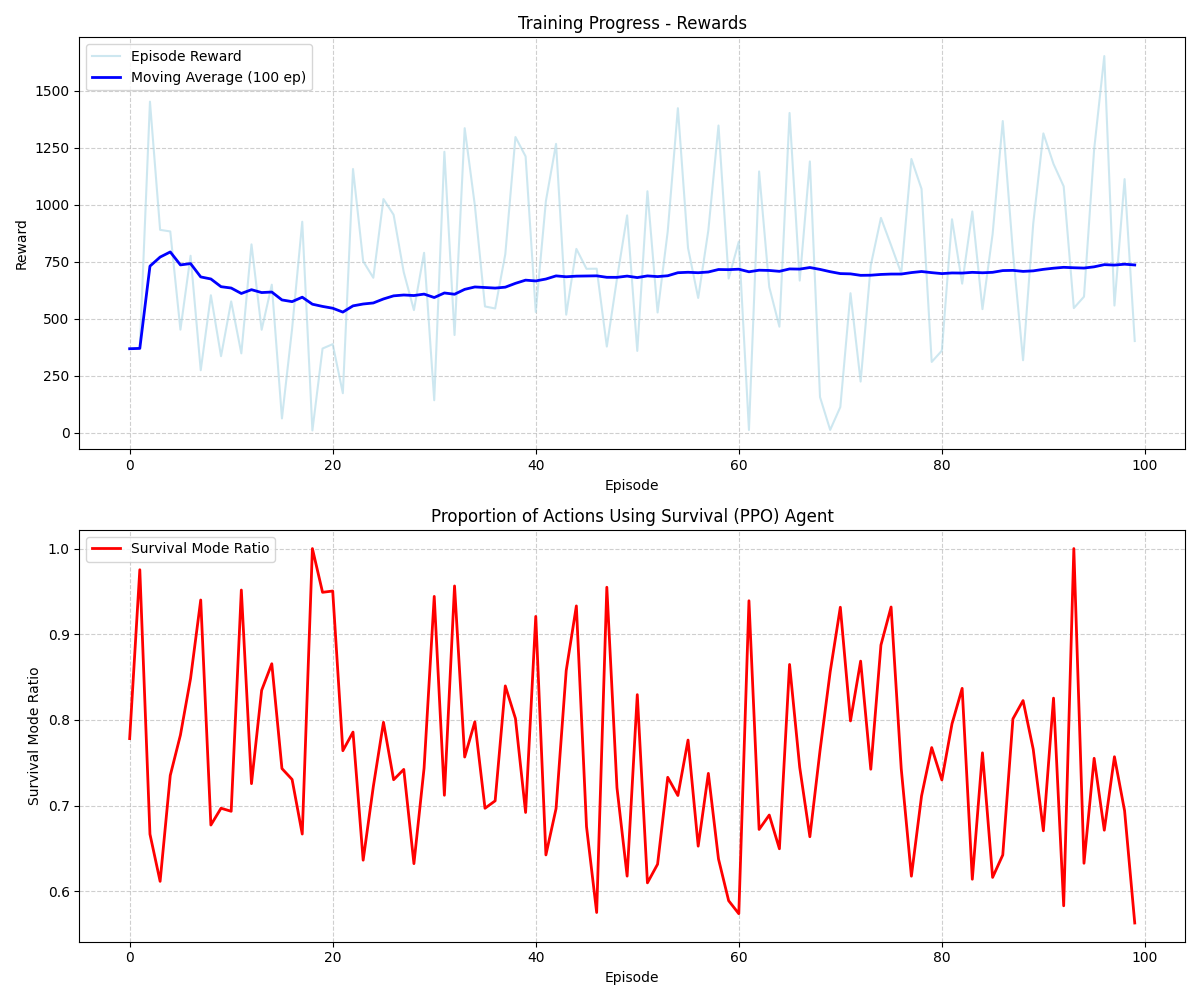 Training Progress - Rewards
Episode Reward
Moving Average (100 ep)
Reward
1500
1250
1000
750
500
250
0
0 20 40 60 80 100
Episode
Proportion of Actions Using Survival (PPO) Agent
Survival Mode Ratio
Survival Mode Ratio
1.0
0.9
0.8
0.7
0.6
0 20 40 60 80 100
Episode